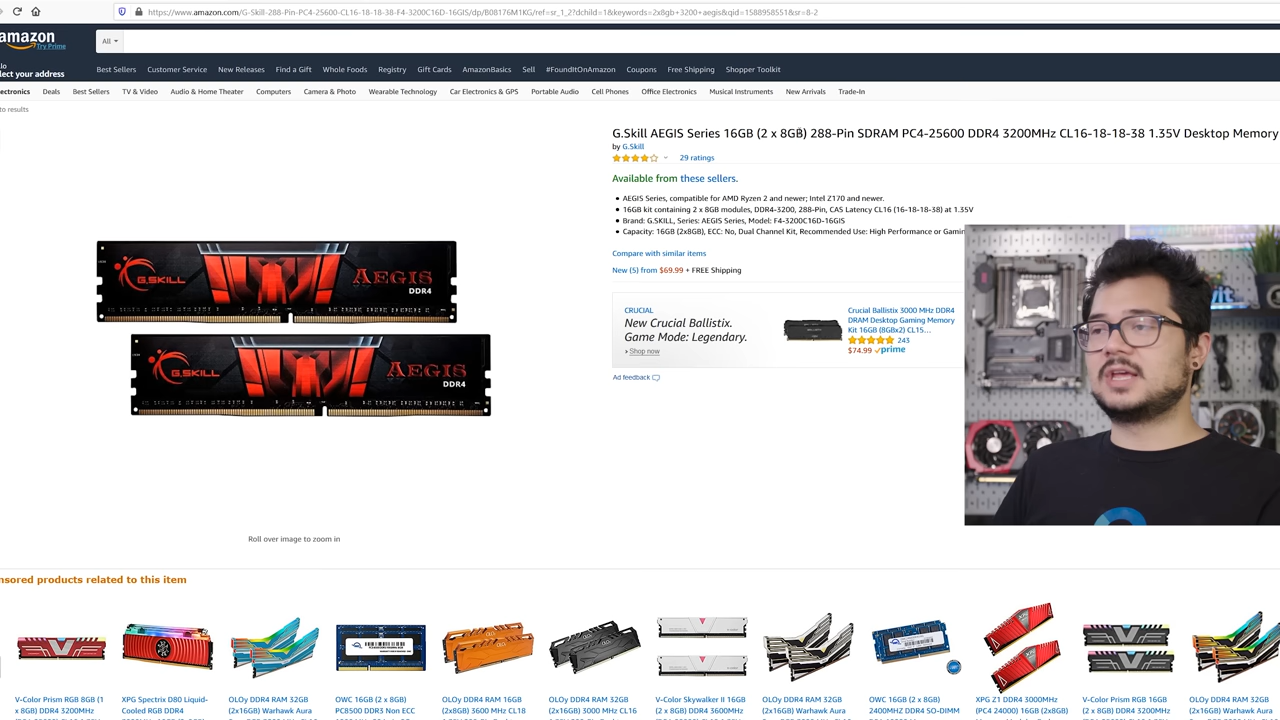 https://www.amazon.com/G-Skill-288-Pin-PC4-25600-CL16-18-18-38-F4-3200C16D-16GIS/dp/B08176M1KG/ref=sr_1_2?dchild=1&keywords=2x8gb+3200+aegis&qid=1588958551&sr=8-2
amazon
Try Prime
All
lo
lect your address
Best Sellers Customer Service New Releases Find a Gift Whole Foods Registry Gift Cards AmazonBasics Sell #FoundItOnAmazon Coupons Free Shipping Shopper Toolkit
ectronics Deals Best Sellers TV & Video Audio & Home Theater Computers Camera & Photo Wearable Technology Car Electronics & GPS Portable Audio Cell Phones Office Electronics Musical Instruments New Arrivals Trade-In
to results
G.Skill AEGIS Series 16GB (2 x 8GB) 288-Pin SDRAM PC4-25600 DDR4 3200MHz CL16-18-18-38 1.35V Desktop Memory
by G.Skill
29 ratings
Available from these sellers.
AEGIS Series, compatible for AMD Ryzen 2 and newer; Intel Z170 and newer.
16GB kit containing 2 x 8GB modules, DDR4-3200, 288-Pin, CAS Latency CL16 (16-18-18-38) at 1.35V
Brand: G.SKILL, Series: AEGIS Series, Model: F4-3200C16D-16GIS
Capacity: 16GB (2x8GB), ECC: No, Dual Channel Kit, Recommended Use: High Performance or Gamin
Compare with similar items
New (5) from $69.99 + FREE Shipping
G.SKILL AEGIS
DDR4
G.SKILL AEGIS
DDR4
CRUCIAL
New Crucial Ballistix.
Game Mode: Legendary.
› Shop now
Crucial Ballistix 3000 MHz DDR4
DRAM Desktop Gaming Memory
Kit 16GB (8GBx2) CL15...
243
$74.99 prime
Ad feedback
Roll over image to zoom in
nsored products related to this item
V-Color Prism RGB 8GB (1
x 8GB) DDR4 3200MHz
XPG Spectrix D80 Liquid-
Cooled RGB DDR4
OLOy DDR4 RAM 32GB
(2x16GB) Warhawk Aura
OWC 16GB (2 x 8GB)
PC8500 DDR3 Non ECC
OLOy DDR4 RAM 16GB
(2x8GB) 3600 MHz CL18
OLOy DDR4 RAM 32GB
(2x16GB) 3000 MHz CL16
V-Color Skywalker II 16GB
(2 x 8GB) DDR4 3600MHz
OLOy DDR4 RAM 32GB
(2x16GB) Warhawk Aura
OWC 16GB (2 x 8GB)
2400MHZ DDR4 SO-DIMM
XPG Z1 DDR4 3000MHz
(PC4 24000) 16GB (2x8GB)
V-Color Prism RGB 16GB
(2 x 8GB) DDR4 3200MHz
OLOy DDR4 RAM 32GB
(2x16GB) Warhawk Aura